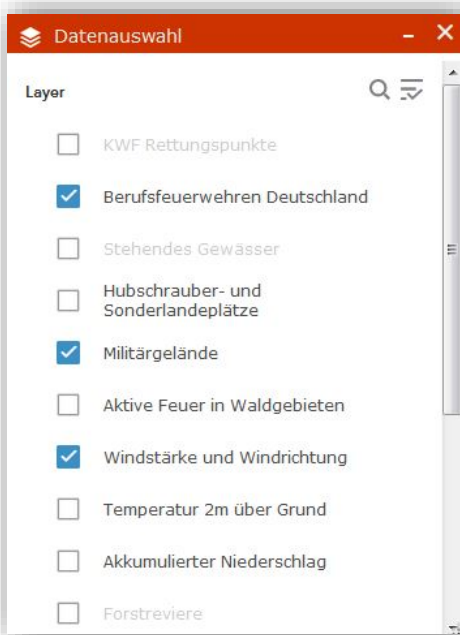 Datenauswahl
Layer
KWF Rettungspunkte
Berufsfeuerwehren Deutschland
Stehendes Gewässer
Hubschrauber- und
Sonderlandeplätze
Militärgelände
Aktive Feuer in Waldgebieten
Windstärke und Windrichtung
Temperatur 2m über Grund
Akkumulierter Niederschlag
Forstreviere